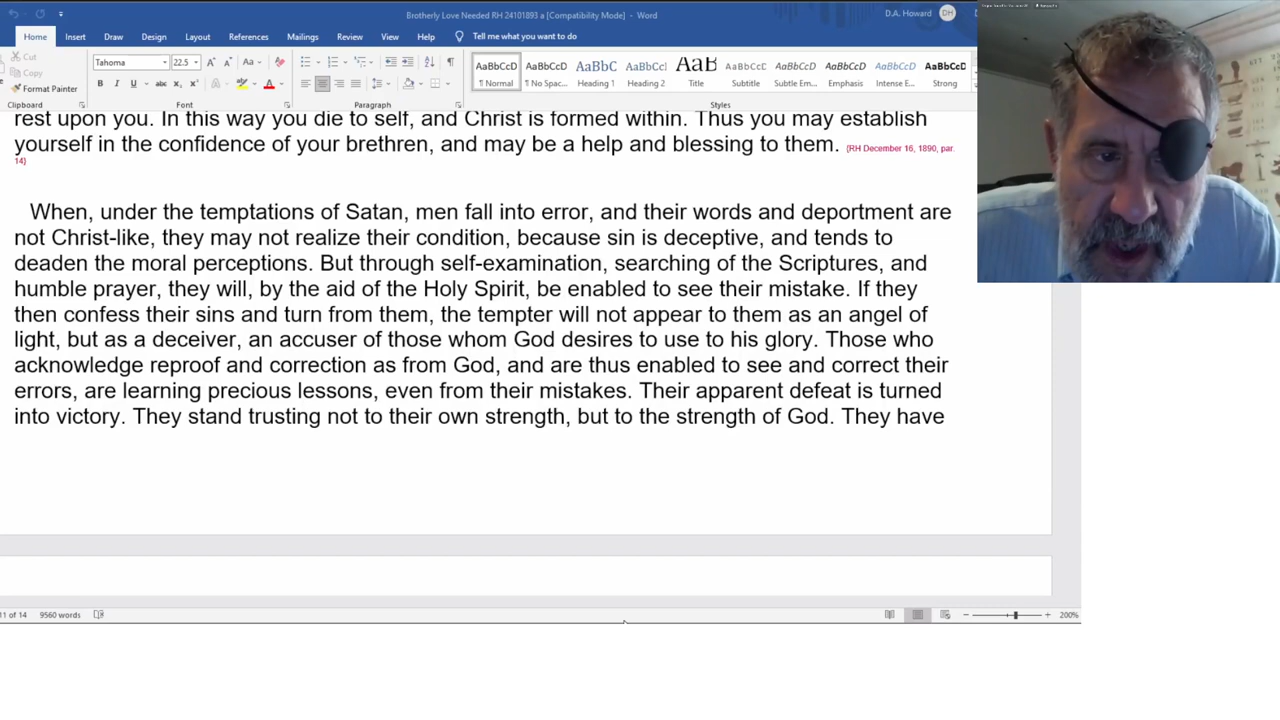 Brotherly Love Needed RH 24101893 a [Compatibility Mode] - Word
D.A. Howard DH
Home Insert Draw Design Layout References Mailings Review View Help Tell me what you want to do
Cut
Copy
Format Painter
Tahoma 22.5
Clipboard Font Paragraph Styles
AaBbCcD AaBbCcD AaBbC AaBbCcI AaB AaBbCcD AaBbCcD AaBbCcD AaBbCcD AaBbCcD
¶ Normal ¶ No Spac... Heading 1 Heading 2 Title Subtitle Subtle Em... Emphasis Intense E... Strong
rest upon you. In this way you die to self, and Christ is formed within. Thus you may establish
yourself in the confidence of your brethren, and may be a help and blessing to them. {RH December 16, 1890, par.
14}
When, under the temptations of Satan, men fall into error, and their words and deportment are
not Christ-like, they may not realize their condition, because sin is deceptive, and tends to
deaden the moral perceptions. But through self-examination, searching of the Scriptures, and
humble prayer, they will, by the aid of the Holy Spirit, be enabled to see their mistake. If they
then confess their sins and turn from them, the tempter will not appear to them as an angel of
light, but as a deceiver, an accuser of those whom God desires to use to his glory. Those who
acknowledge reproof and correction as from God, and are thus enabled to see and correct their
errors, are learning precious lessons, even from their mistakes. Their apparent defeat is turned
into victory. They stand trusting not to their own strength, but to the strength of God. They have
11 of 14 9560 words 200%